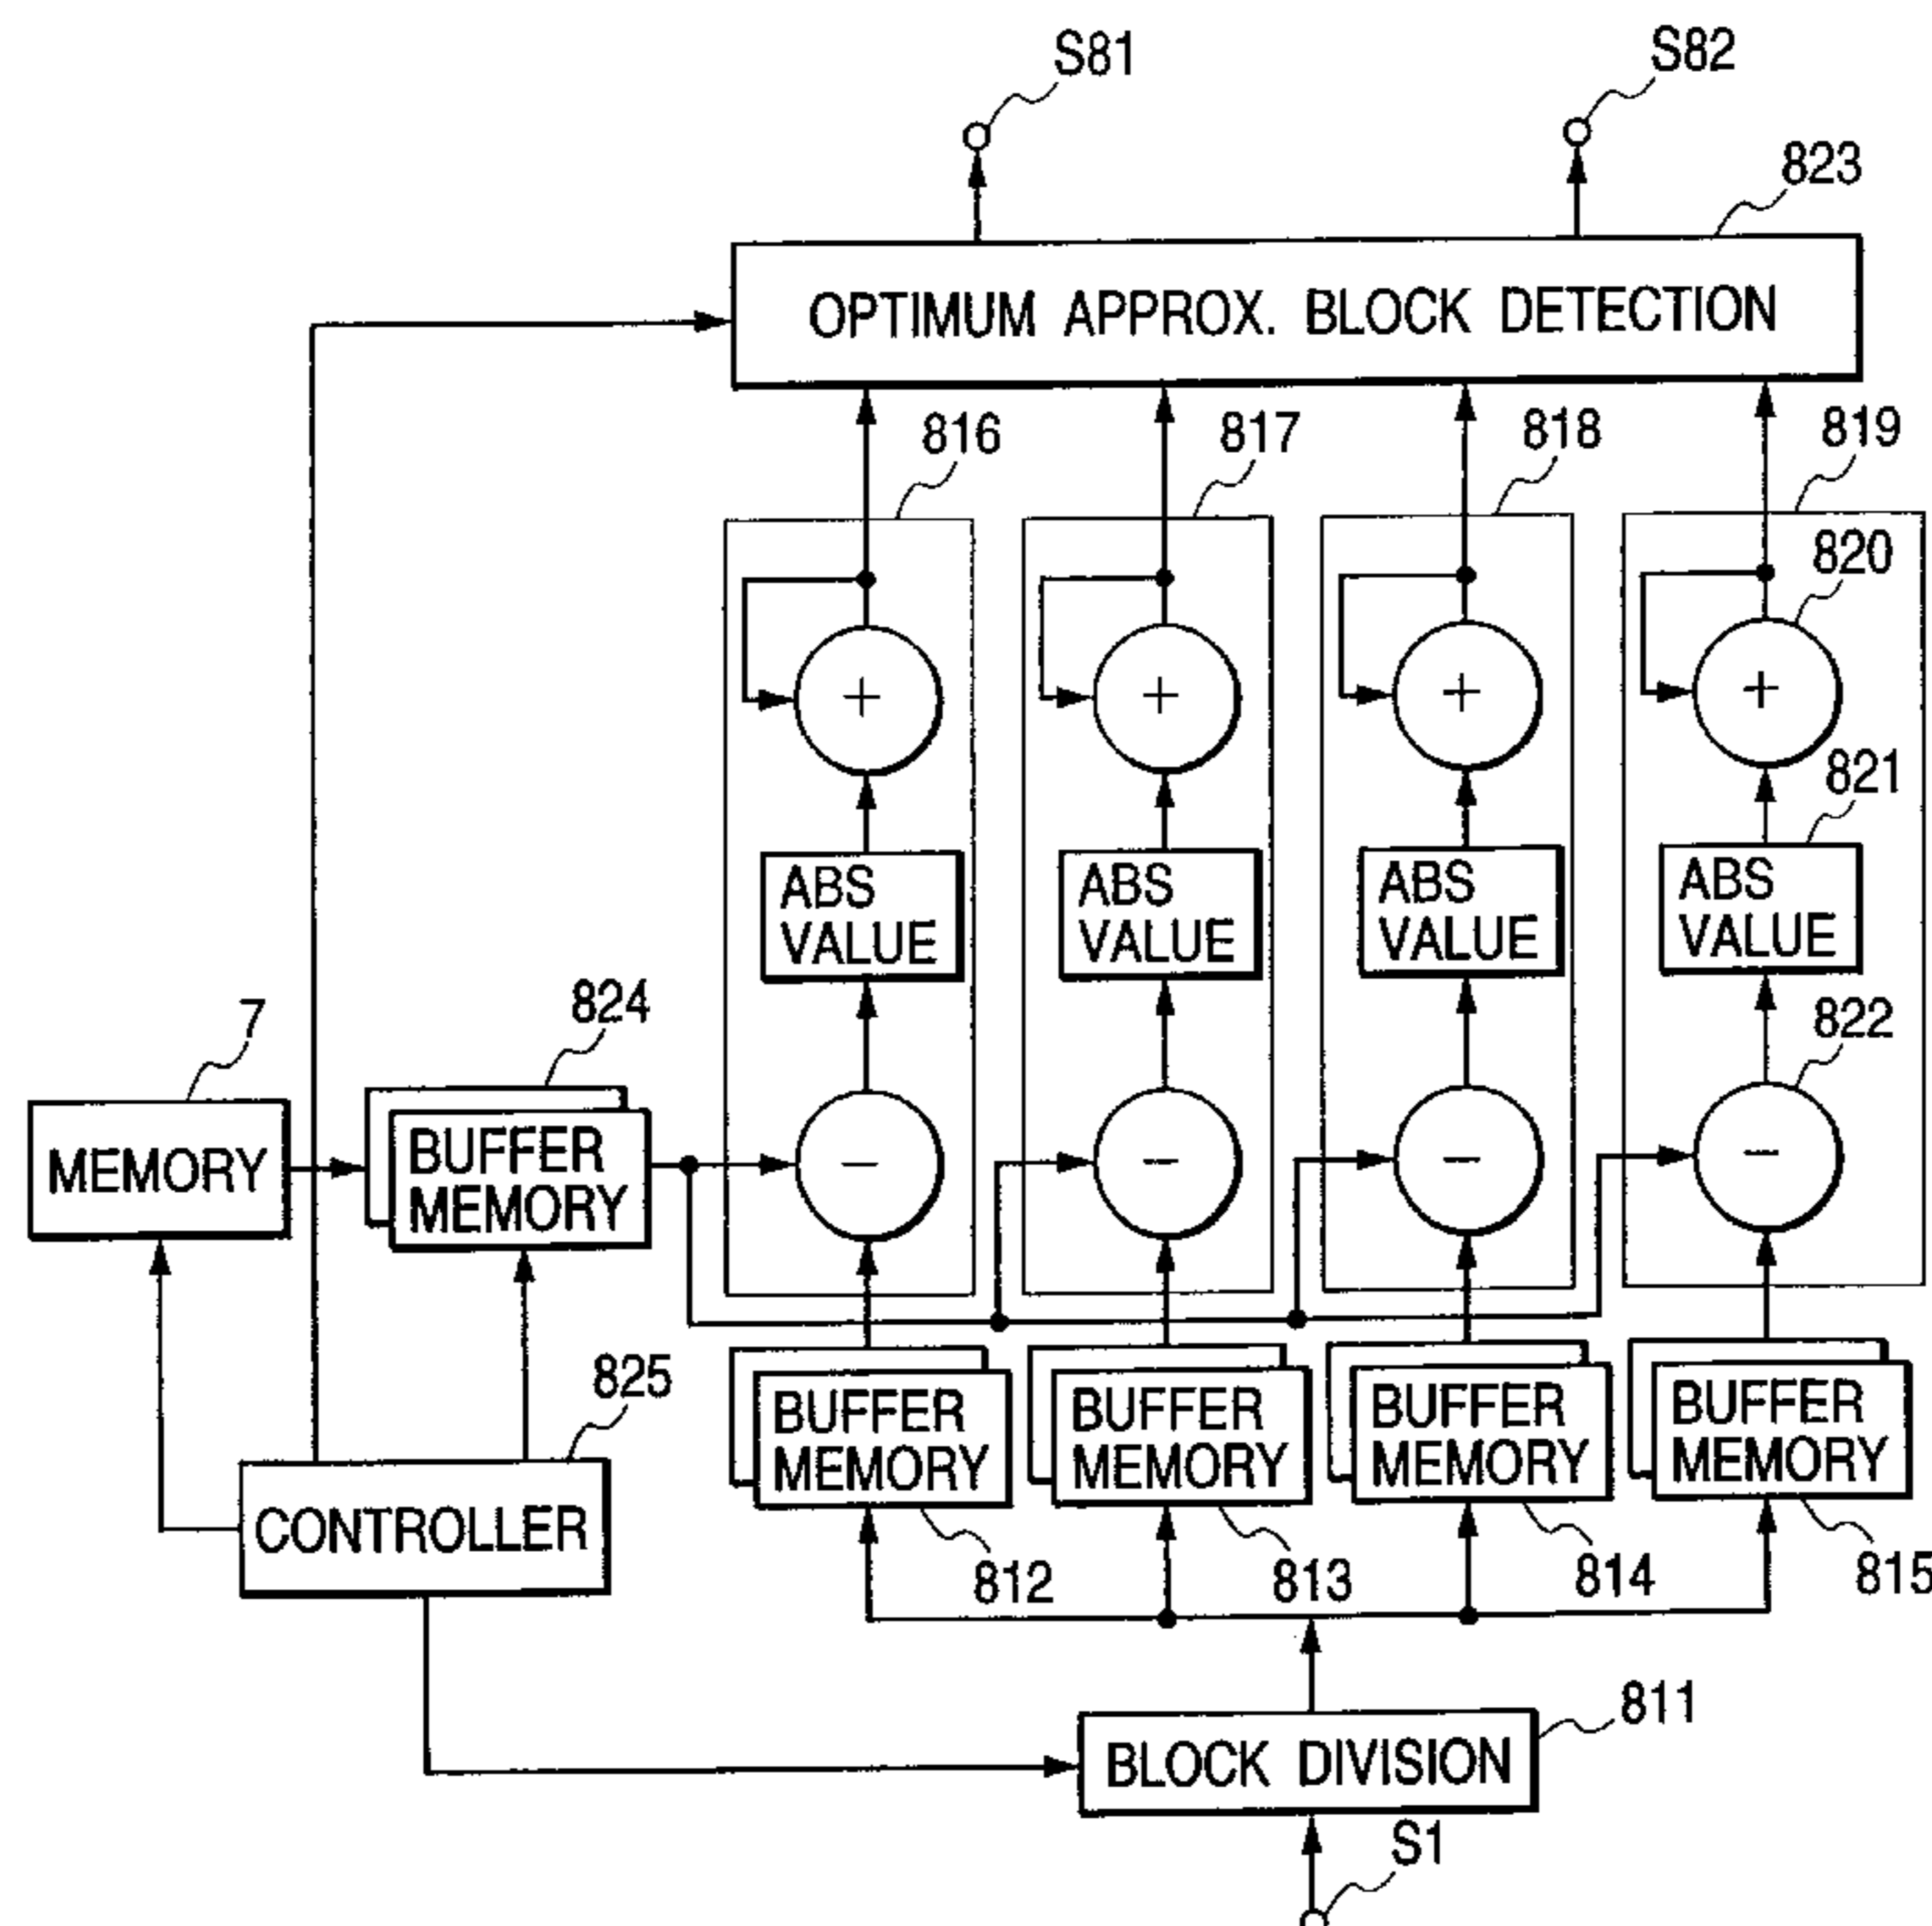 S81
S82
823
OPTIMUM APPROX. BLOCK DETECTION
816
817
818
819
820
+
+
+
+
821
ABS
VALUE
ABS
VALUE
ABS
VALUE
ABS
VALUE
7
824
822
MEMORY
BUFFER
MEMORY
−
−
−
−
825
CONTROLLER
BUFFER
MEMORY
BUFFER
MEMORY
BUFFER
MEMORY
BUFFER
MEMORY
812
813
814
815
811
BLOCK DIVISION
S1